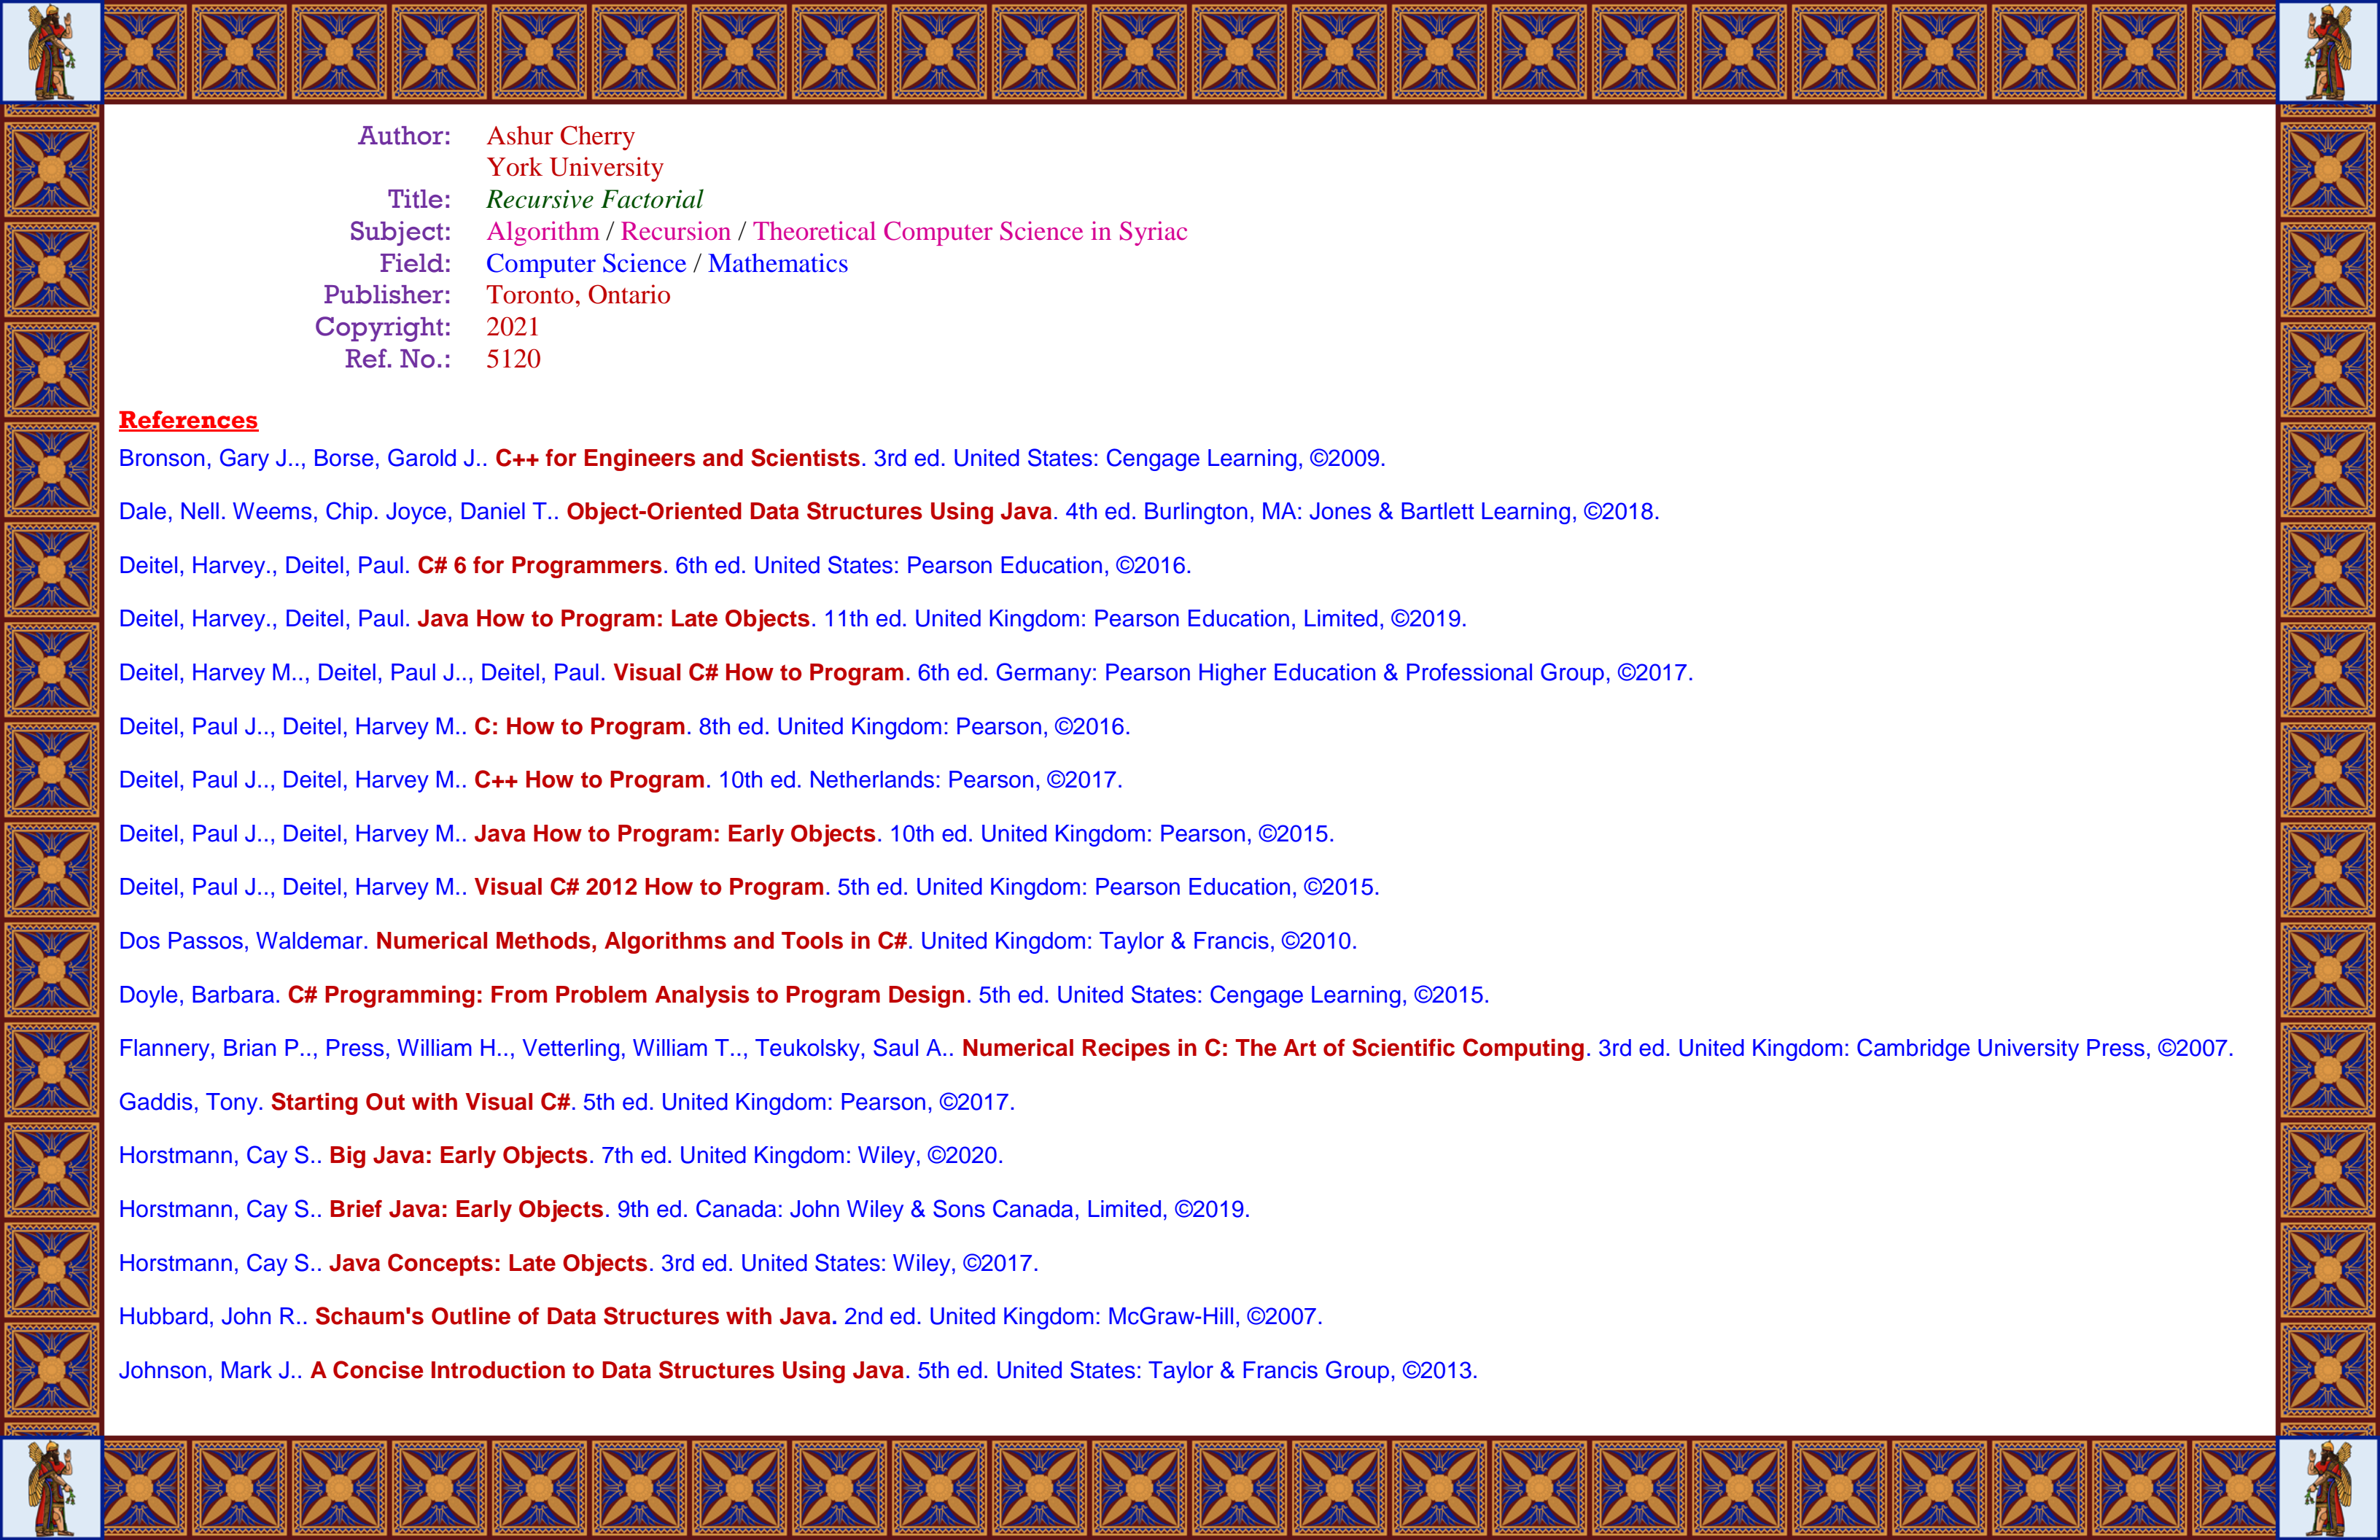 Author: Ashur Cherry
York University
Title: Recursive Factorial
Subject: Algorithm / Recursion / Theoretical Computer Science in Syriac
Field: Computer Science / Mathematics
Publisher: Toronto, Ontario
Copyright: 2021
Ref. No.: 5120
References
Bronson, Gary J.., Borse, Garold J.. C++ for Engineers and Scientists. 3rd ed. United States: Cengage Learning, ©2009.
Dale, Nell. Weems, Chip. Joyce, Daniel T.. Object-Oriented Data Structures Using Java. 4th ed. Burlington, MA: Jones & Bartlett Learning, ©2018.
Deitel, Harvey., Deitel, Paul. C# 6 for Programmers. 6th ed. United States: Pearson Education, ©2016.
Deitel, Harvey., Deitel, Paul. Java How to Program: Late Objects. 11th ed. United Kingdom: Pearson Education, Limited, ©2019.
Deitel, Harvey M.., Deitel, Paul J.., Deitel, Paul. Visual C# How to Program. 6th ed. Germany: Pearson Higher Education & Professional Group, ©2017.
Deitel, Paul J.., Deitel, Harvey M.. C: How to Program. 8th ed. United Kingdom: Pearson, ©2016.
Deitel, Paul J.., Deitel, Harvey M.. C++ How to Program. 10th ed. Netherlands: Pearson, ©2017.
Deitel, Paul J.., Deitel, Harvey M.. Java How to Program: Early Objects. 10th ed. United Kingdom: Pearson, ©2015.
Deitel, Paul J.., Deitel, Harvey M.. Visual C# 2012 How to Program. 5th ed. United Kingdom: Pearson Education, ©2015.
Dos Passos, Waldemar. Numerical Methods, Algorithms and Tools in C#. United Kingdom: Taylor & Francis, ©2010.
Doyle, Barbara. C# Programming: From Problem Analysis to Program Design. 5th ed. United States: Cengage Learning, ©2015.
Flannery, Brian P.., Press, William H.., Vetterling, William T.., Teukolsky, Saul A.. Numerical Recipes in C: The Art of Scientific Computing. 3rd ed. United Kingdom: Cambridge University Press, ©2007.
Gaddis, Tony. Starting Out with Visual C#. 5th ed. United Kingdom: Pearson, ©2017.
Horstmann, Cay S.. Big Java: Early Objects. 7th ed. United Kingdom: Wiley, ©2020.
Horstmann, Cay S.. Brief Java: Early Objects. 9th ed. Canada: John Wiley & Sons Canada, Limited, ©2019.
Horstmann, Cay S.. Java Concepts: Late Objects. 3rd ed. United States: Wiley, ©2017.
Hubbard, John R.. Schaum's Outline of Data Structures with Java. 2nd ed. United Kingdom: McGraw-Hill, ©2007.
Johnson, Mark J.. A Concise Introduction to Data Structures Using Java. 5th ed. United States: Taylor & Francis Group, ©2013.